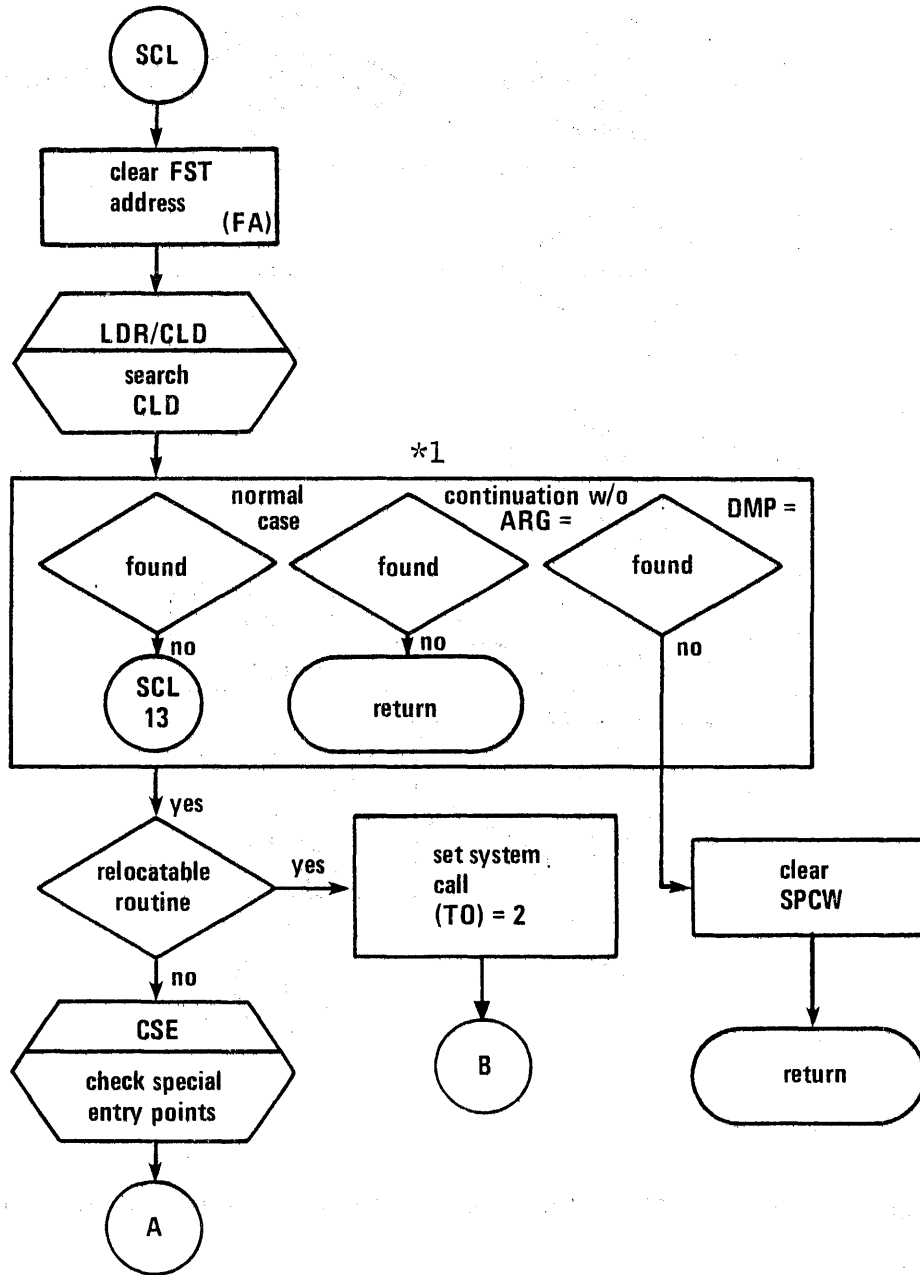 SCL
clear FST
address
(FA)
LDR/CLD
search
CLD
*1
normal
case
found
no
SCL
13
continuation w/o
ARG =
found
no
return
DMP =
found
no
yes
relocatable
routine
yes
set system
call
(TO) = 2
B
clear
SPCW
return
no
CSE
check special
entry points
A